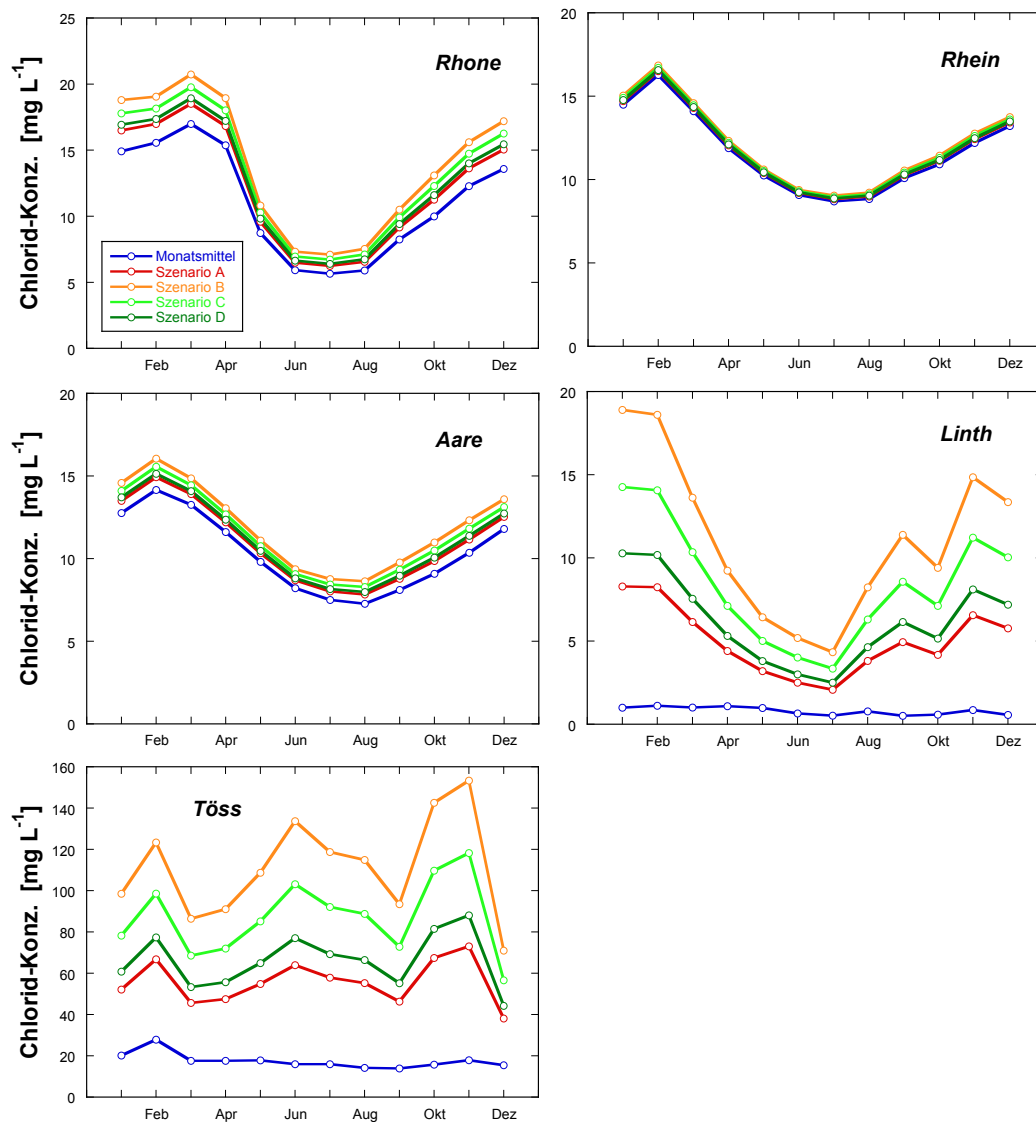 Chlorid-Konz. [mg L⁻¹]
25
20
15
10
5
0
Rhone
Monatsmittel
Szenario A
Szenario B
Szenario C
Szenario D
Feb Apr Jun Aug Okt Dez
20
15
10
5
0
Rhein
Feb Apr Jun Aug Okt Dez
Chlorid-Konz. [mg L⁻¹]
20
15
10
5
0
Aare
Feb Apr Jun Aug Okt Dez
20
15
10
5
0
Linth
Feb Apr Jun Aug Okt Dez
Chlorid-Konz. [mg L⁻¹]
160
140
120
100
80
60
40
20
0
Töss
Feb Apr Jun Aug Okt Dez